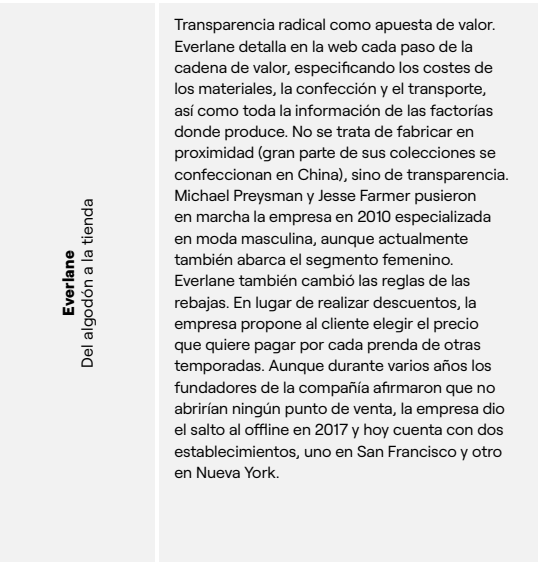 Everlane
Del algodón a la tienda
Transparencia radical como apuesta de valor.
Everlane detalla en la web cada paso de la
cadena de valor, especificando los costes de
los materiales, la confección y el transporte,
así como toda la información de las factorías
donde produce. No se trata de fabricar en
proximidad (gran parte de sus colecciones se
confeccionan en China), sino de transparencia.
Michael Preysman y Jesse Farmer pusieron
en marcha la empresa en 2010 especializada
en moda masculina, aunque actualmente
también abarca el segmento femenino.
Everlane también cambió las reglas de las
rebajas. En lugar de realizar descuentos, la
empresa propone al cliente elegir el precio
que quiere pagar por cada prenda de otras
temporadas. Aunque durante varios años los
fundadores de la compañía afirmaron que no
abrirían ningún punto de venta, la empresa dio
el salto al offline en 2017 y hoy cuenta con dos
establecimientos, uno en San Francisco y otro
en Nueva York.